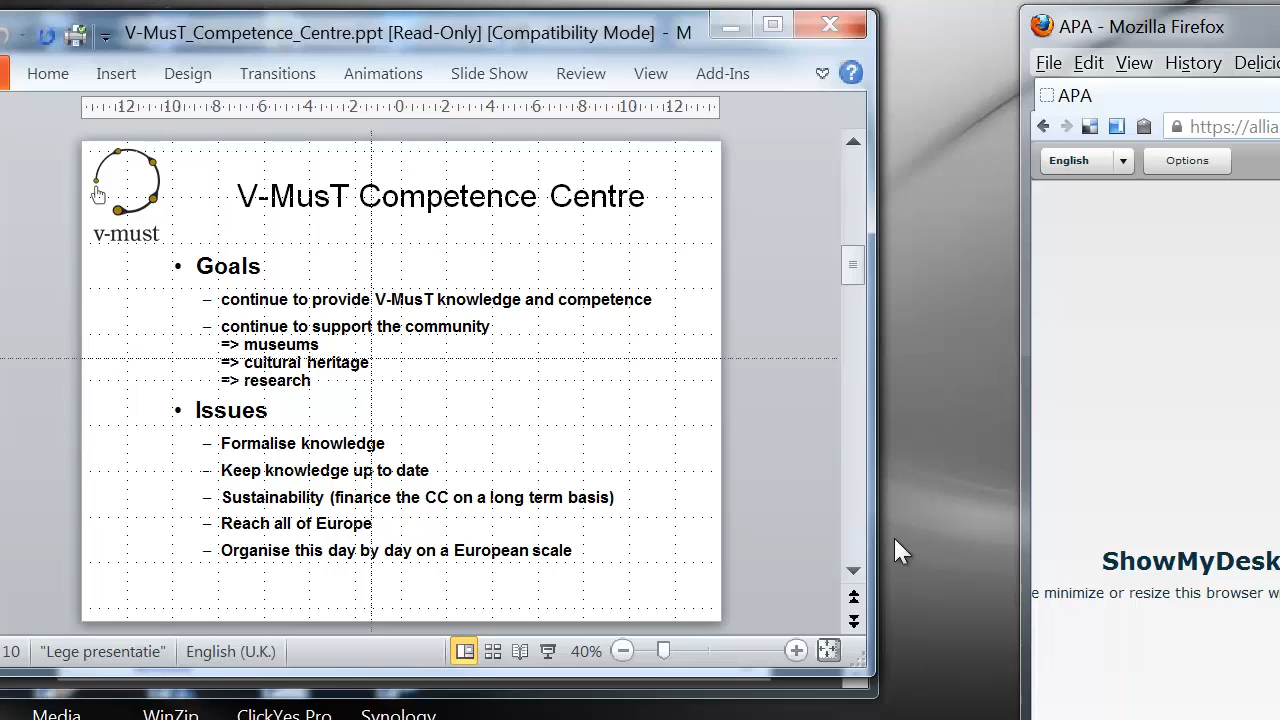 V-MusT_Competence_Centre.ppt [Read-Only] [Compatibility Mode] - M
Home Insert Design Transitions Animations Slide Show Review View Add-Ins
12 10 8 6 4 2 0 2 4 6 8 10 12
v-must
V-MusT Competence Centre
• Goals
– continue to provide V-MusT knowledge and competence
– continue to support the community
=> museums
=> cultural heritage
=> research
• Issues
– Formalise knowledge
– Keep knowledge up to date
– Sustainability (finance the CC on a long term basis)
– Reach all of Europe
– Organise this day by day on a European scale
10 "Lege presentatie" English (U.K.) 40%
Media WinZip ClickYes Pro Synology
APA - Mozilla Firefox
File Edit View History Delicio
APA
https://allia
English Options
ShowMyDesk
e minimize or resize this browser w